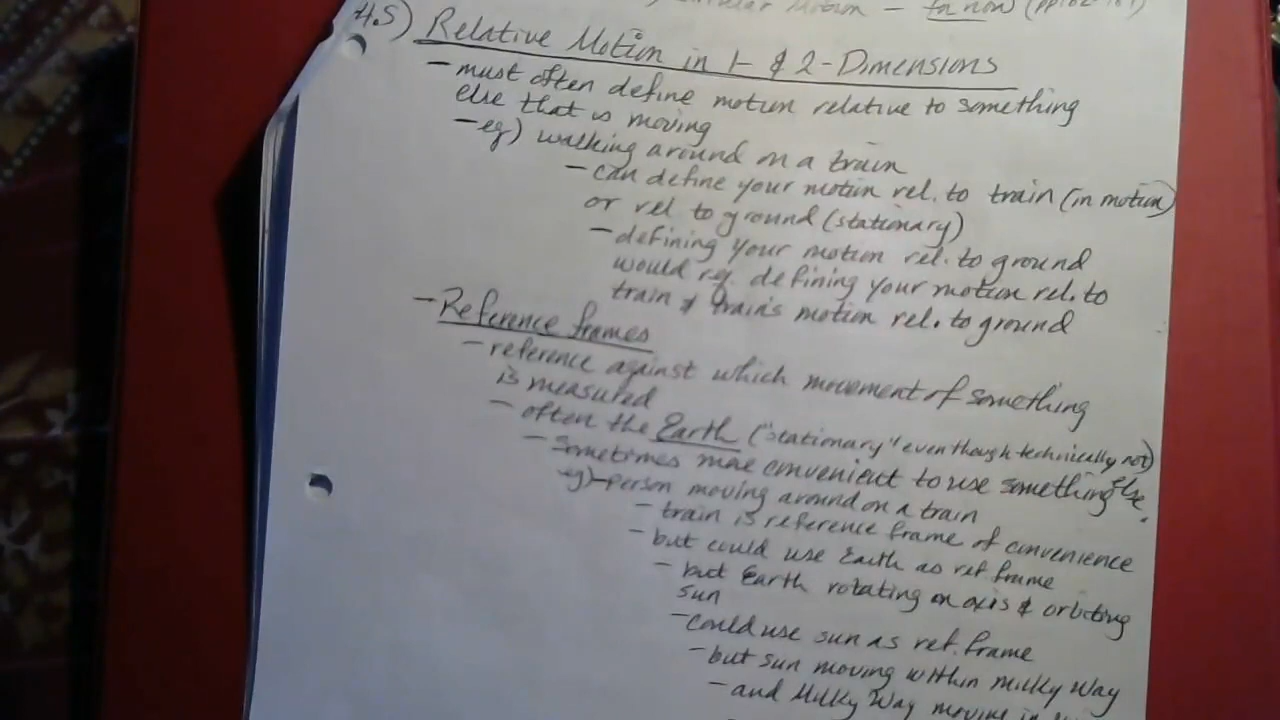 Motion - for now (pp162-167)
4.5) Relative Motion in 1- & 2-Dimensions
- must often define motion relative to something
else that is moving
- eg) walking around on a train
- can define your motion rel. to train (in motion)
or rel. to ground (stationary)
- defining your motion rel. to ground
would req. defining your motion rel. to
train & train's motion rel. to ground
- Reference frames
- reference against which movement of something
is measured
- often the Earth ("stationary" even though technically not)
- sometimes more convenient to use something else.
eg) - person moving around on a train
- train is reference frame of convenience
- but could use Earth as ref frame
- but Earth rotating on axis & orbiting
sun
- could use sun as ref. frame
- but sun moving within Milky Way
- and Milky Way moving in